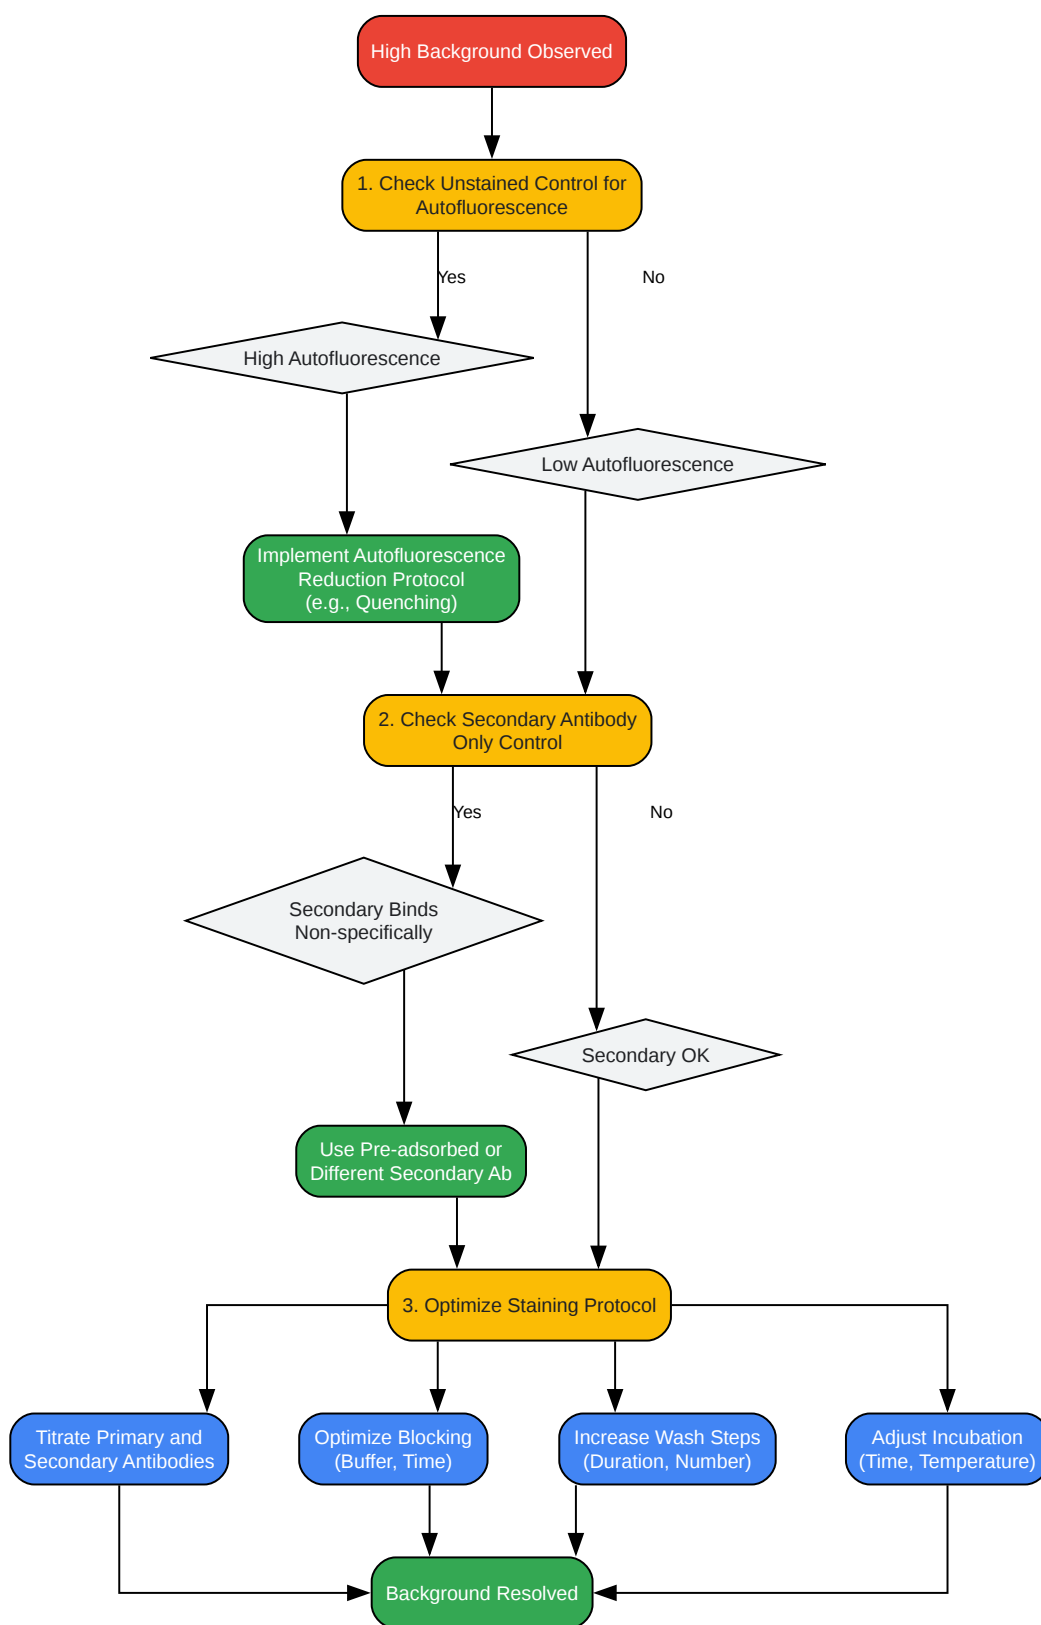 High Background Observed
1. Check Unstained Control for
Autofluorescence
Yes
No
High Autofluorescence
Low Autofluorescence
Implement Autofluorescence
Reduction Protocol
(e.g., Quenching)
2. Check Secondary Antibody
Only Control
Yes
No
Secondary Binds
Non-specifically
Secondary OK
Use Pre-adsorbed or
Different Secondary Ab
3. Optimize Staining Protocol
Titrate Primary and
Secondary Antibodies
Optimize Blocking
(Buffer, Time)
Increase Wash Steps
(Duration, Number)
Adjust Incubation
(Time, Temperature)
Background Resolved